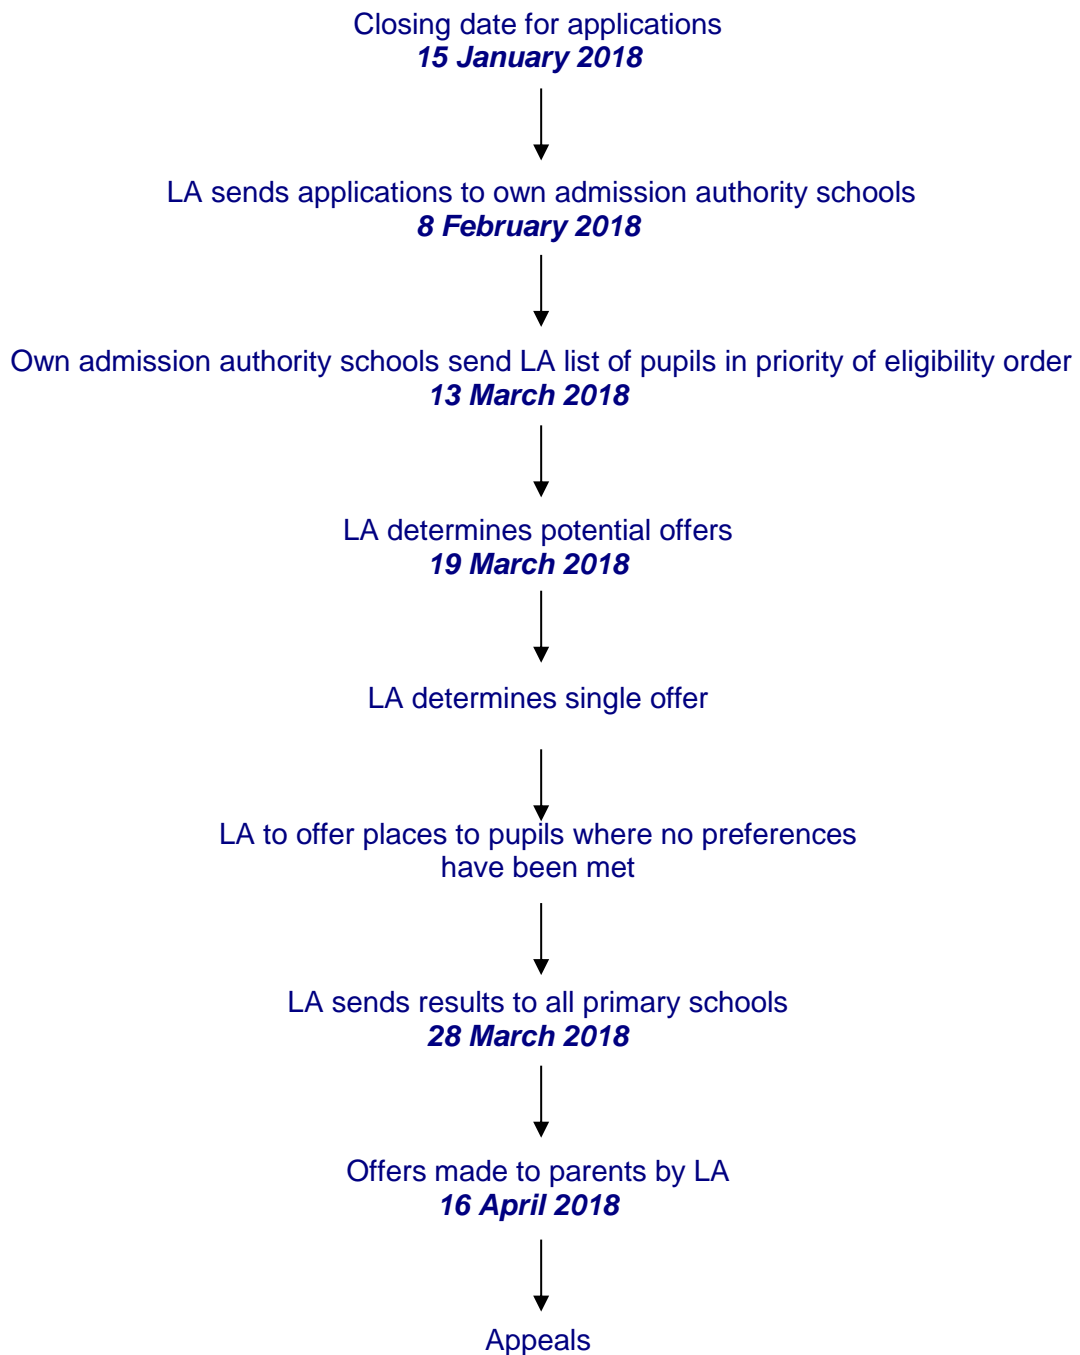 Closing date for applications
15 January 2018
LA sends applications to own admission authority schools
8 February 2018
Own admission authority schools send LA list of pupils in priority of eligibility order
13 March 2018
LA determines potential offers
19 March 2018
LA determines single offer
LA to offer places to pupils where no preferences
have been met
LA sends results to all primary schools
28 March 2018
Offers made to parents by LA
16 April 2018
Appeals